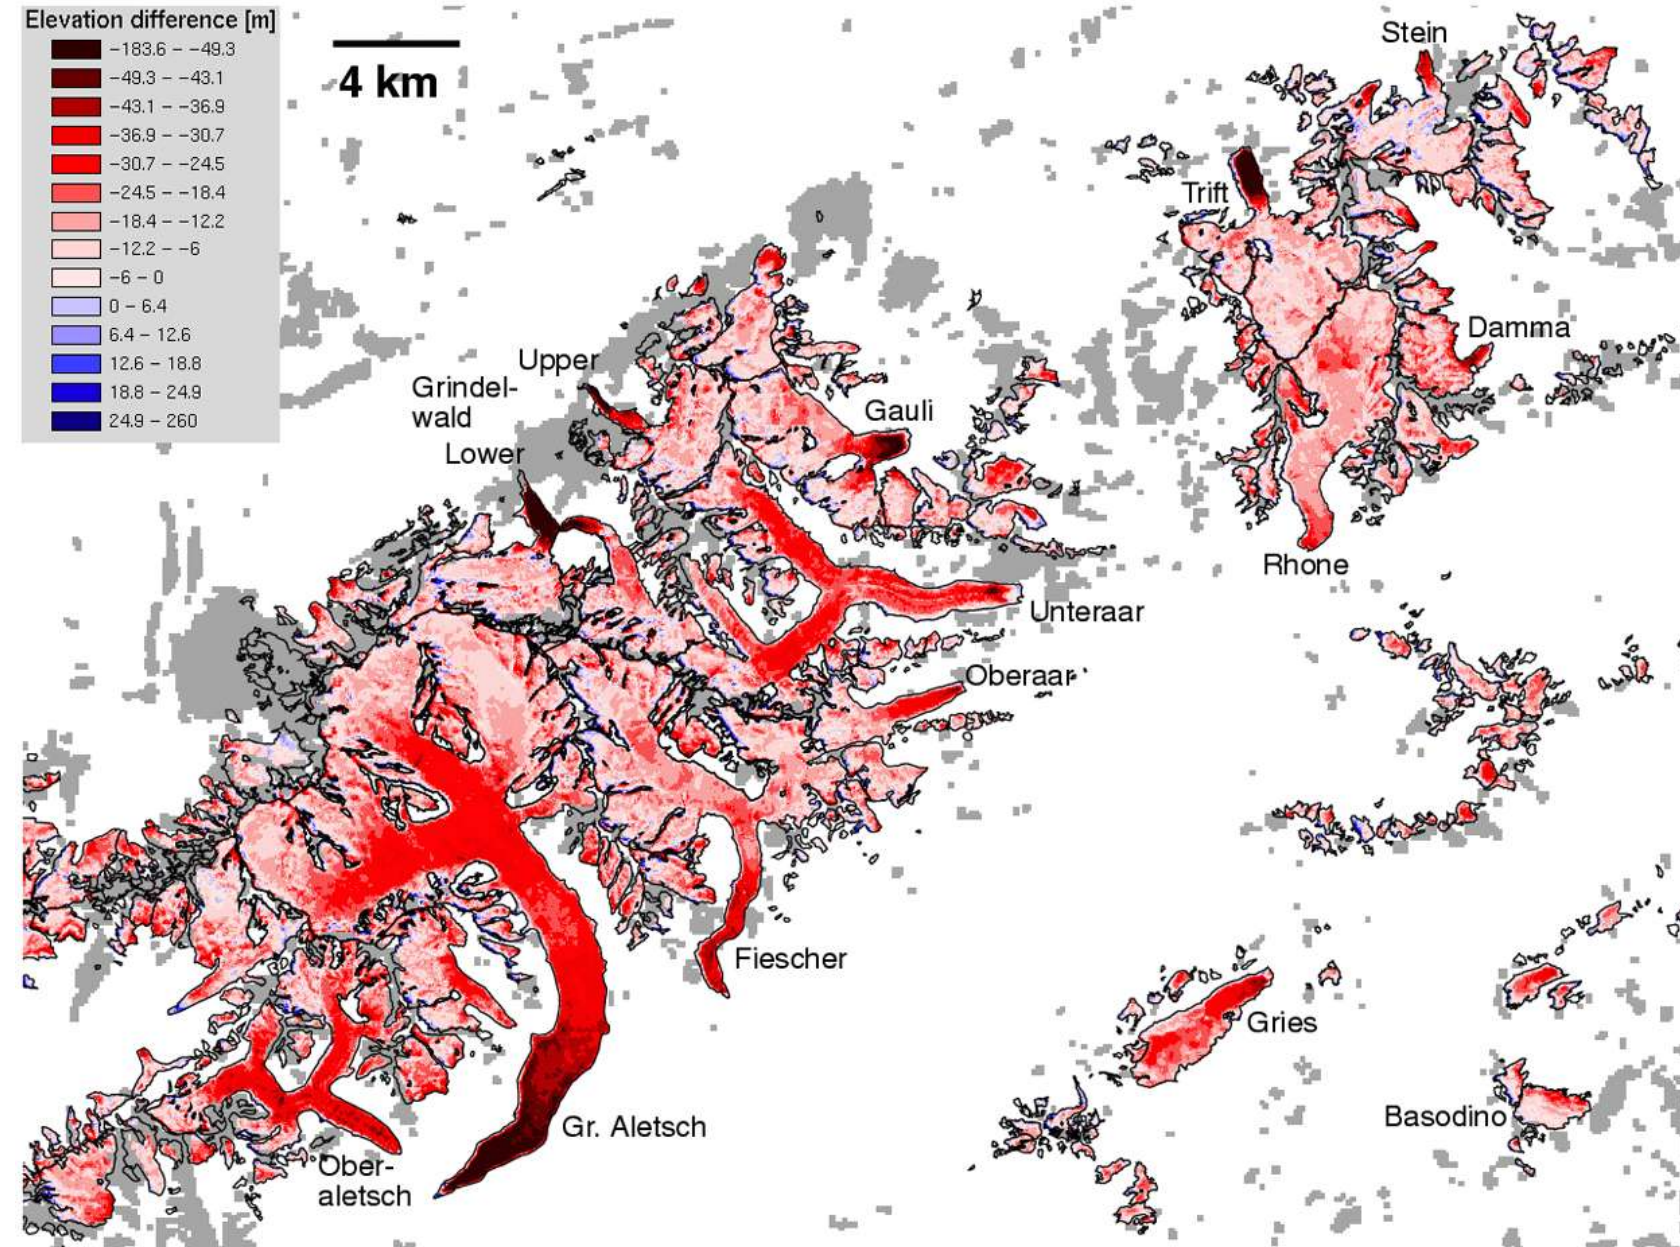 Elevation difference [m]
−183.6 – −49.3
−49.3 – −43.1
−43.1 – −36.9
−36.9 – −30.7
−30.7 – −24.5
−24.5 – −18.4
−18.4 – −12.2
−12.2 – −6
−6 – 0
0 – 6.4
6.4 – 12.6
12.6 – 18.8
18.8 – 24.9
24.9 – 260
4 km
Stein
Trift
Damma
Upper
Grindel-
wald
Lower
Gauli
Rhone
Unteraar
Oberaar
Fiescher
Gries
Basodino
Gr. Aletsch
Ober-
aletsch